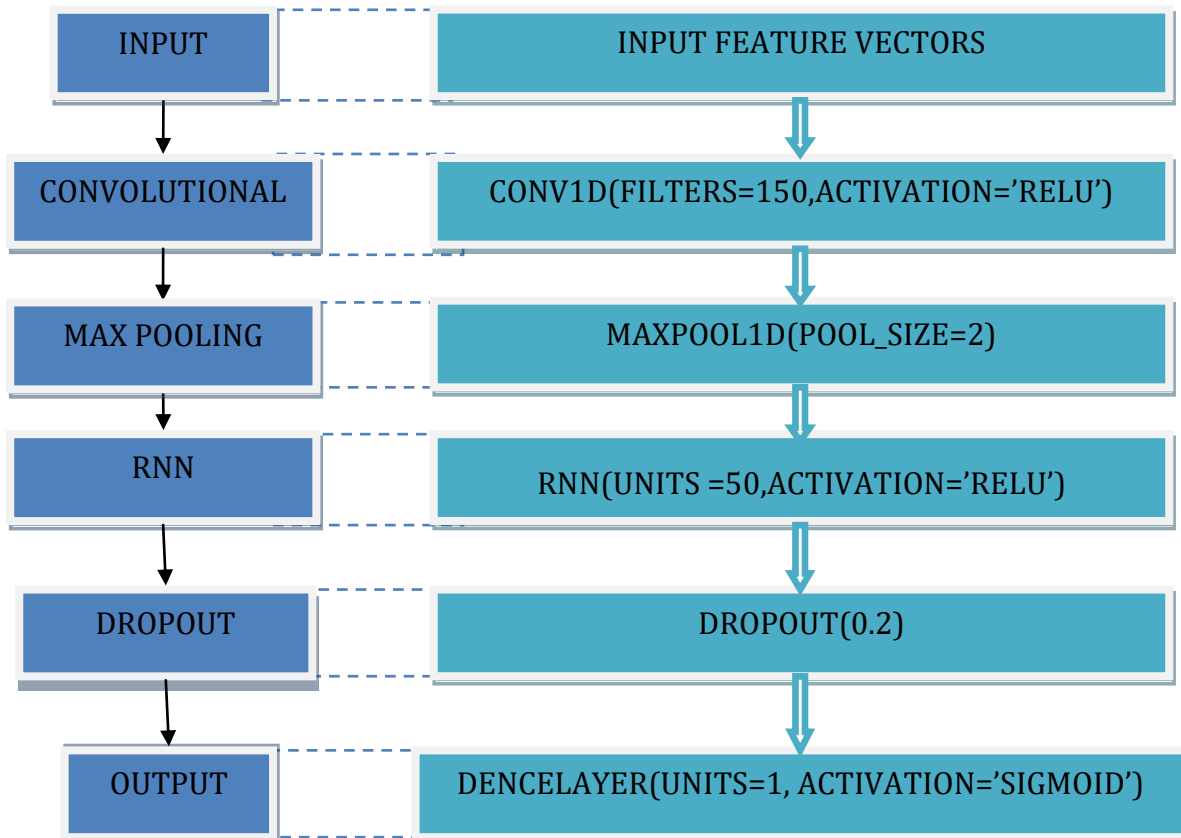 INPUT
INPUT FEATURE VECTORS
CONVOLUTIONAL
CONV1D(FILTERS=150,ACTIVATION=’RELU’)
MAX POOLING
MAXPOOL1D(POOL_SIZE=2)
RNN
RNN(UNITS =50,ACTIVATION=’RELU’)
DROPOUT
DROPOUT(0.2)
OUTPUT
DENCELAYER(UNITS=1, ACTIVATION=’SIGMOID’)